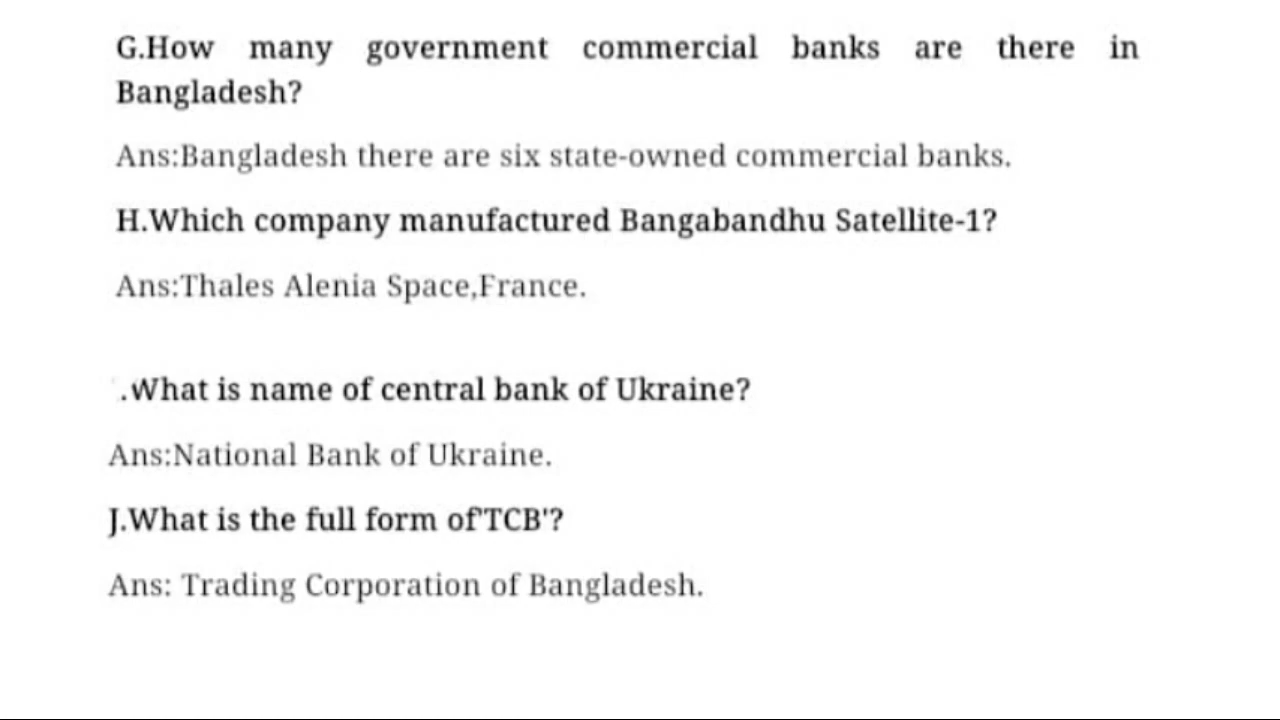 G.How many government commercial banks are there in
Bangladesh?
Ans:Bangladesh there are six state-owned commercial banks.
H.Which company manufactured Bangabandhu Satellite-1?
Ans:Thales Alenia Space,France.
.What is name of central bank of Ukraine?
Ans:National Bank of Ukraine.
J.What is the full form of'TCB'?
Ans: Trading Corporation of Bangladesh.